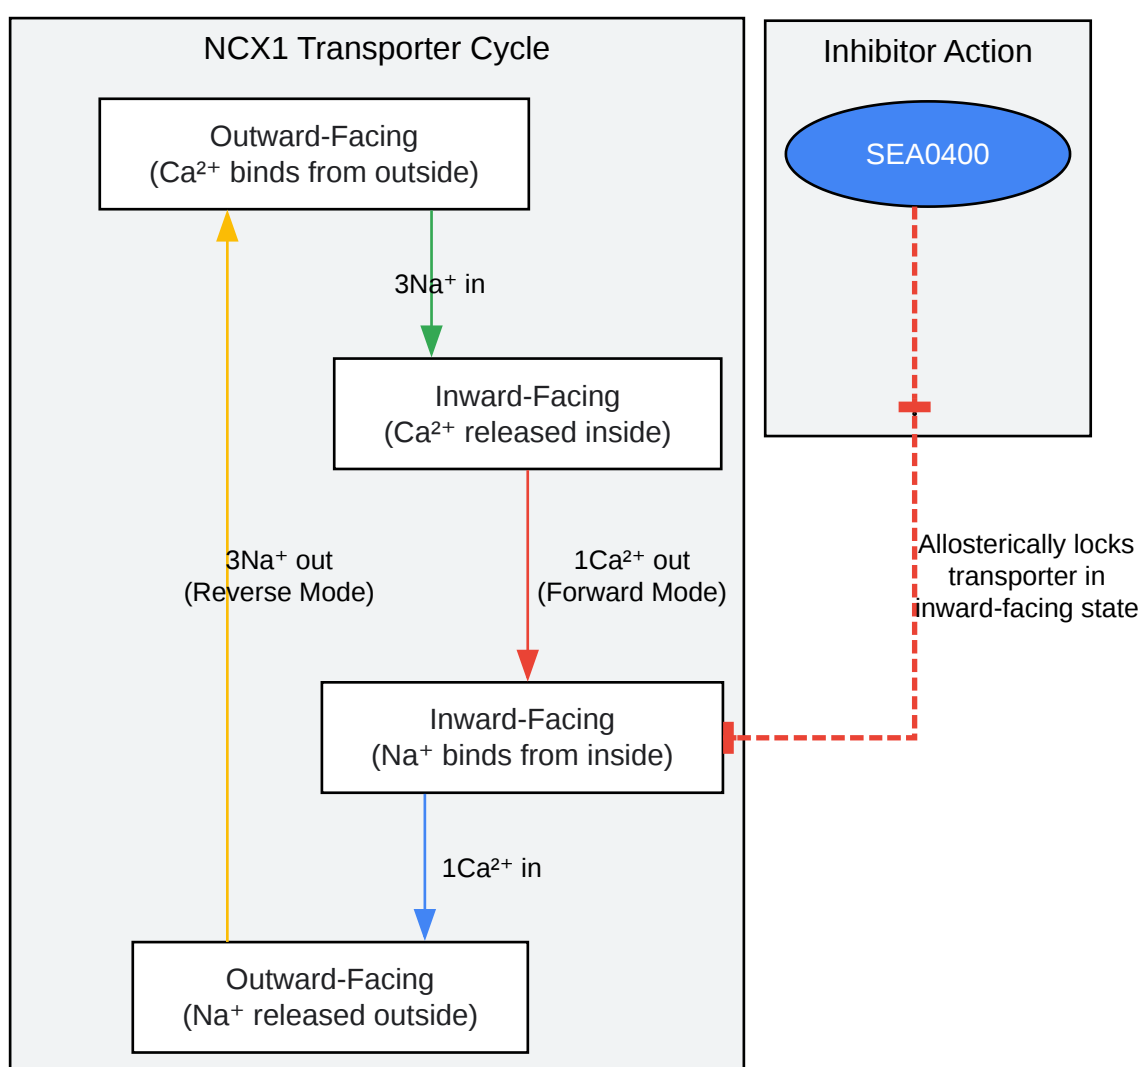 NCX1 Transporter Cycle
Inhibitor Action
Outward-Facing
(Ca²⁺ binds from outside)
SEA0400
3Na⁺ in
Inward-Facing
(Ca²⁺ released inside)
3Na⁺ out
(Reverse Mode)
1Ca²⁺ out
(Forward Mode)
Allosterically locks
transporter in
inward-facing state
Inward-Facing
(Na⁺ binds from inside)
1Ca²⁺ in
Outward-Facing
(Na⁺ released outside)